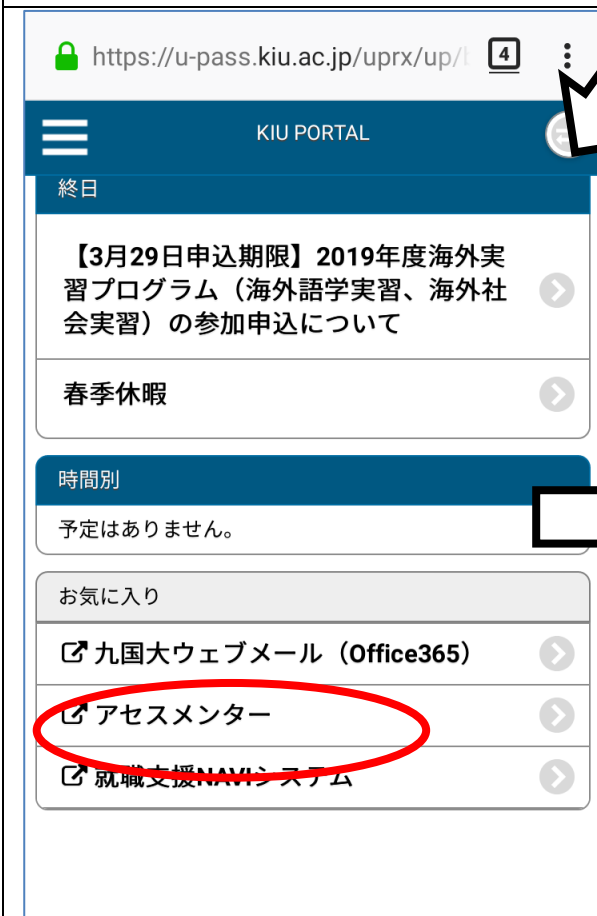 https://u-pass.kiu.ac.jp/uprx/up/
4
KIU PORTAL
終日
【3月29日申込期限】2019年度海外実
習プログラム（海外語学実習、海外社
会実習）の参加申込について
春季休暇
時間別
予定はありません。
お気に入り
九国大ウェブメール（Office365）
アセスメンター
就職支援NAVIシステム